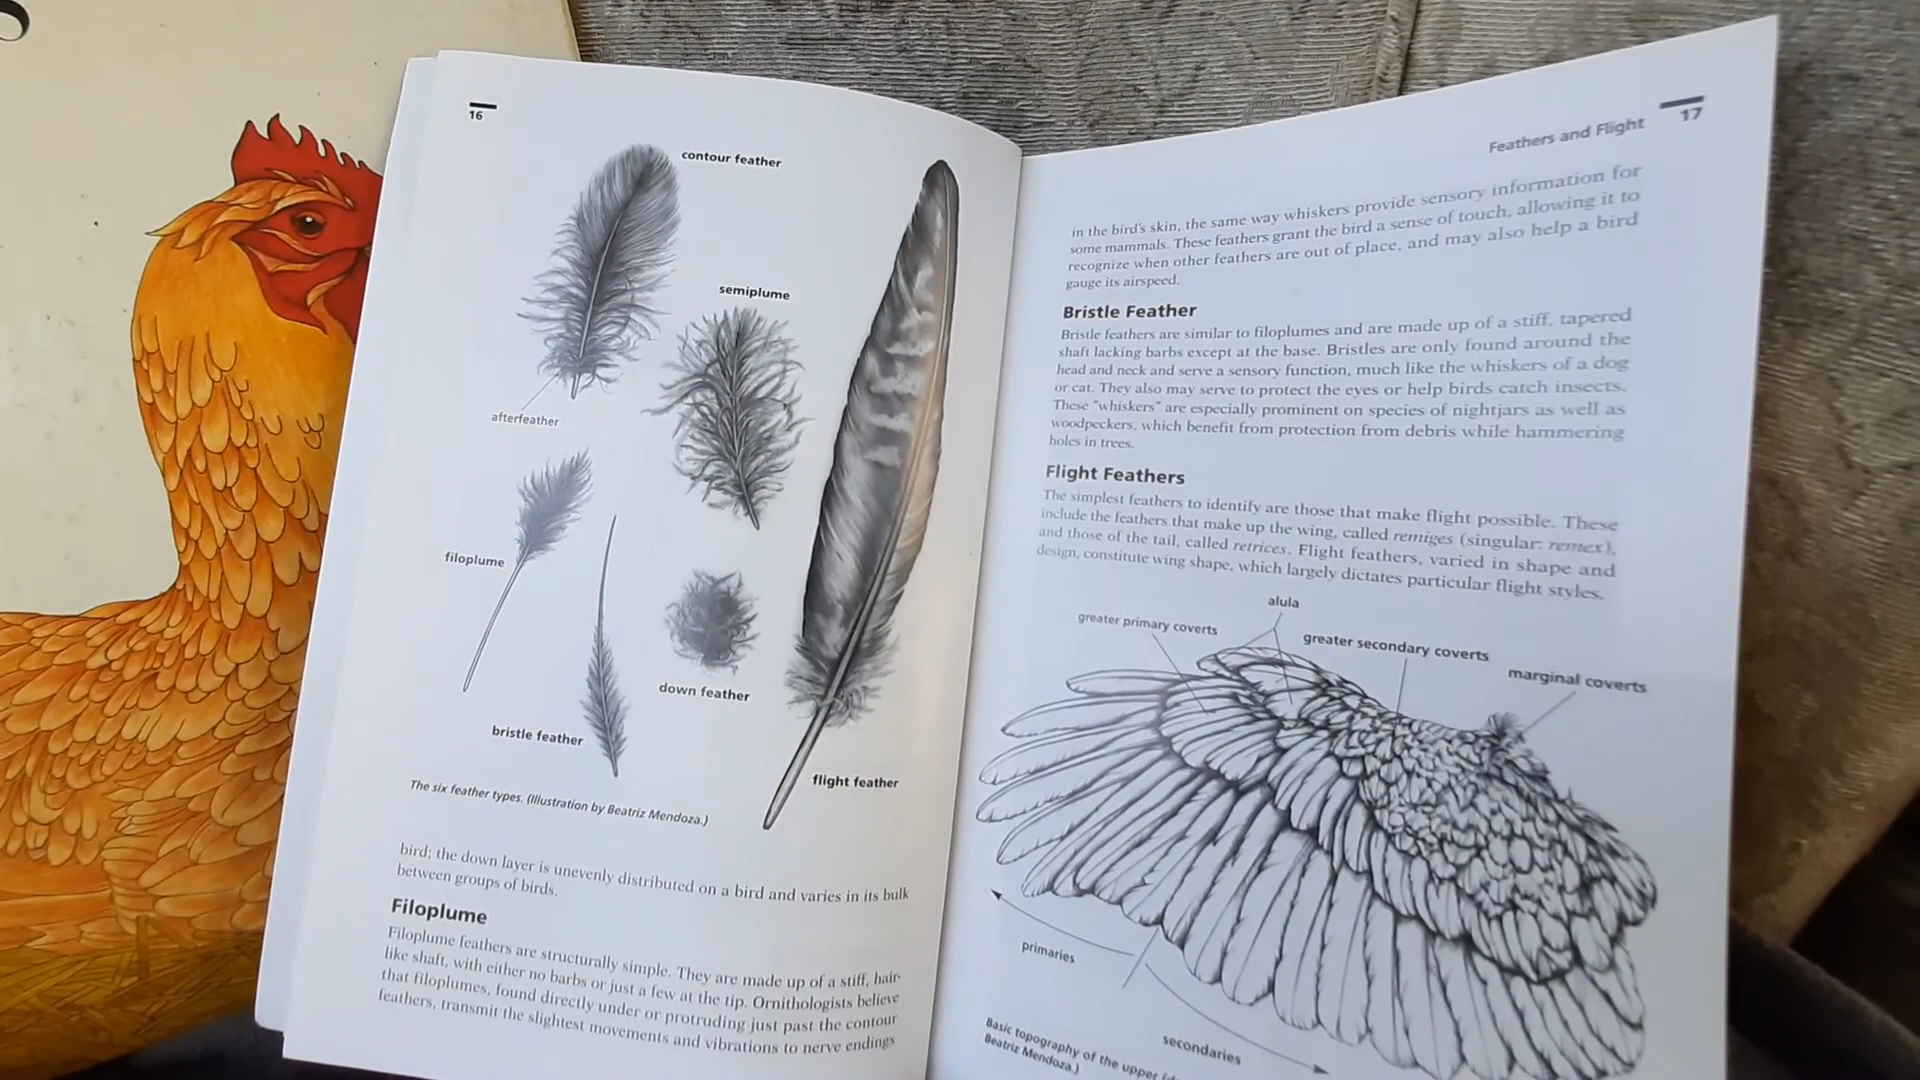 16
contour feather
semiplume
afterfeather
filoplume
down feather
bristle feather
flight feather
The six feather types. (Illustration by Beatriz Mendoza.)
bird; the down layer is unevenly distributed on a bird and varies in its bulk
between groups of birds.
Filoplume
Filoplume feathers are structurally simple. They are made up of a stiff, hair-
like shaft, with either no barbs or just a few at the tip. Ornithologists believe
that filoplumes, found directly under or protruding just past the contour
feathers, transmit the slightest movements and vibrations to nerve endings
Feathers and Flight
17
in the bird's skin, the same way whiskers provide sensory information for
some mammals. These feathers grant the bird a sense of touch, allowing it to
recognize when other feathers are out of place, and may also help a bird
gauge its airspeed.
Bristle Feather
Bristle feathers are similar to filoplumes and are made up of a stiff, tapered
shaft lacking barbs except at the base. Bristles are only found around the
head and neck and serve a sensory function, much like the whiskers of a dog
or cat. They also may serve to protect the eyes or help birds catch insects.
These "whiskers" are especially prominent on species of nightjars as well as
woodpeckers, which benefit from protection from debris while hammering
holes in trees.
Flight Feathers
The simplest feathers to identify are those that make flight possible. These
include the feathers that make up the wing, called remiges (singular: remex),
and those of the tail, called retrices. Flight feathers, varied in shape and
design, constitute wing shape, which largely dictates particular flight styles.
alula
greater primary coverts
greater secondary coverts
marginal coverts
primaries
secondaries
Basic topography of the upper
Beatriz Mendoza.)